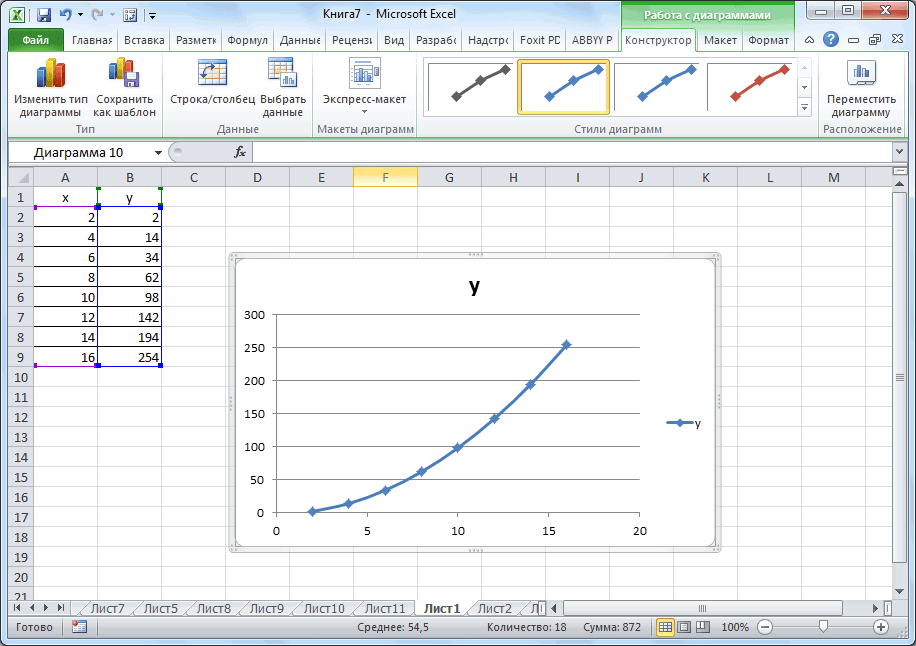 Книга7 - Microsoft Excel
Работа с диаграммами
Файл Главная Вставка Разметк Формул Данные Рецензи Вид Разрабо Надстро Foxit PD ABBYY P Конструктор Макет Формат
Изменить тип диаграммы
Сохранить как шаблон
Строка/столбец
Выбрать данные
Экспресс-макет
Переместить диаграмму
Тип Данные Макеты диаграмм Стили диаграмм Расположение
Диаграмма 10 fx
A B C D E F G H I J K L M
1 x y
2 2 2
3 4 14
4 6 34
5 8 62
6 10 98
7 12 142
8 14 194
9 16 254
10
11
12
13
14
15
16
17
18
19
20
21
y
300
250
200
150
100
50
0
0 5 10 15 20
y
Лист7 Лист5 Лист8 Лист9 Лист10 Лист11 Лист1 Лист2
Готово Среднее: 54,5 Количество: 18 Сумма: 872 100%